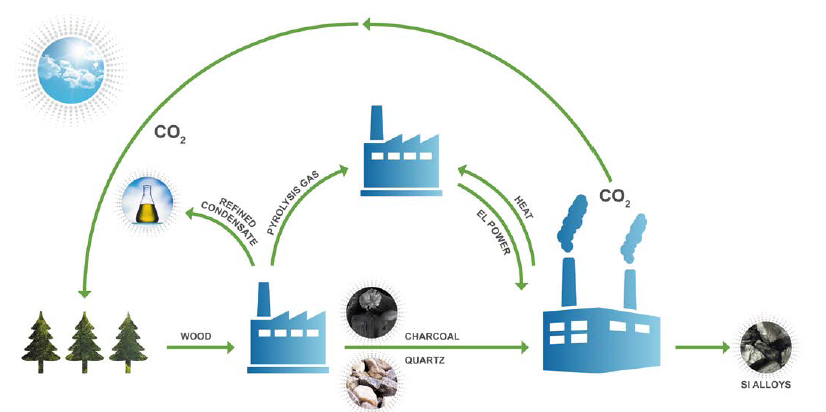 CO2
CO2
REFINED
CONDENSATE
PYROLYSIS GAS
HEAT
EL POWER
WOOD
CHARCOAL
QUARTZ
SI ALLOYS